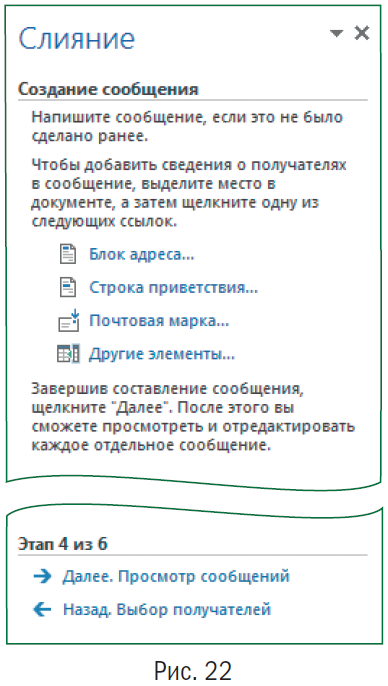 Слияние
Создание сообщения
Напишите сообщение, если это не было
сделано ранее.
Чтобы добавить сведения о получателях
в сообщение, выделите место в
документе, а затем щелкните одну из
следующих ссылок.
Блок адреса...
Строка приветствия...
Почтовая марка...
Другие элементы...
Завершив составление сообщения,
щелкните "Далее". После этого вы
сможете просмотреть и отредактировать
каждое отдельное сообщение.
Этап 4 из 6
Далее. Просмотр сообщений
Назад. Выбор получателей
Рис. 22